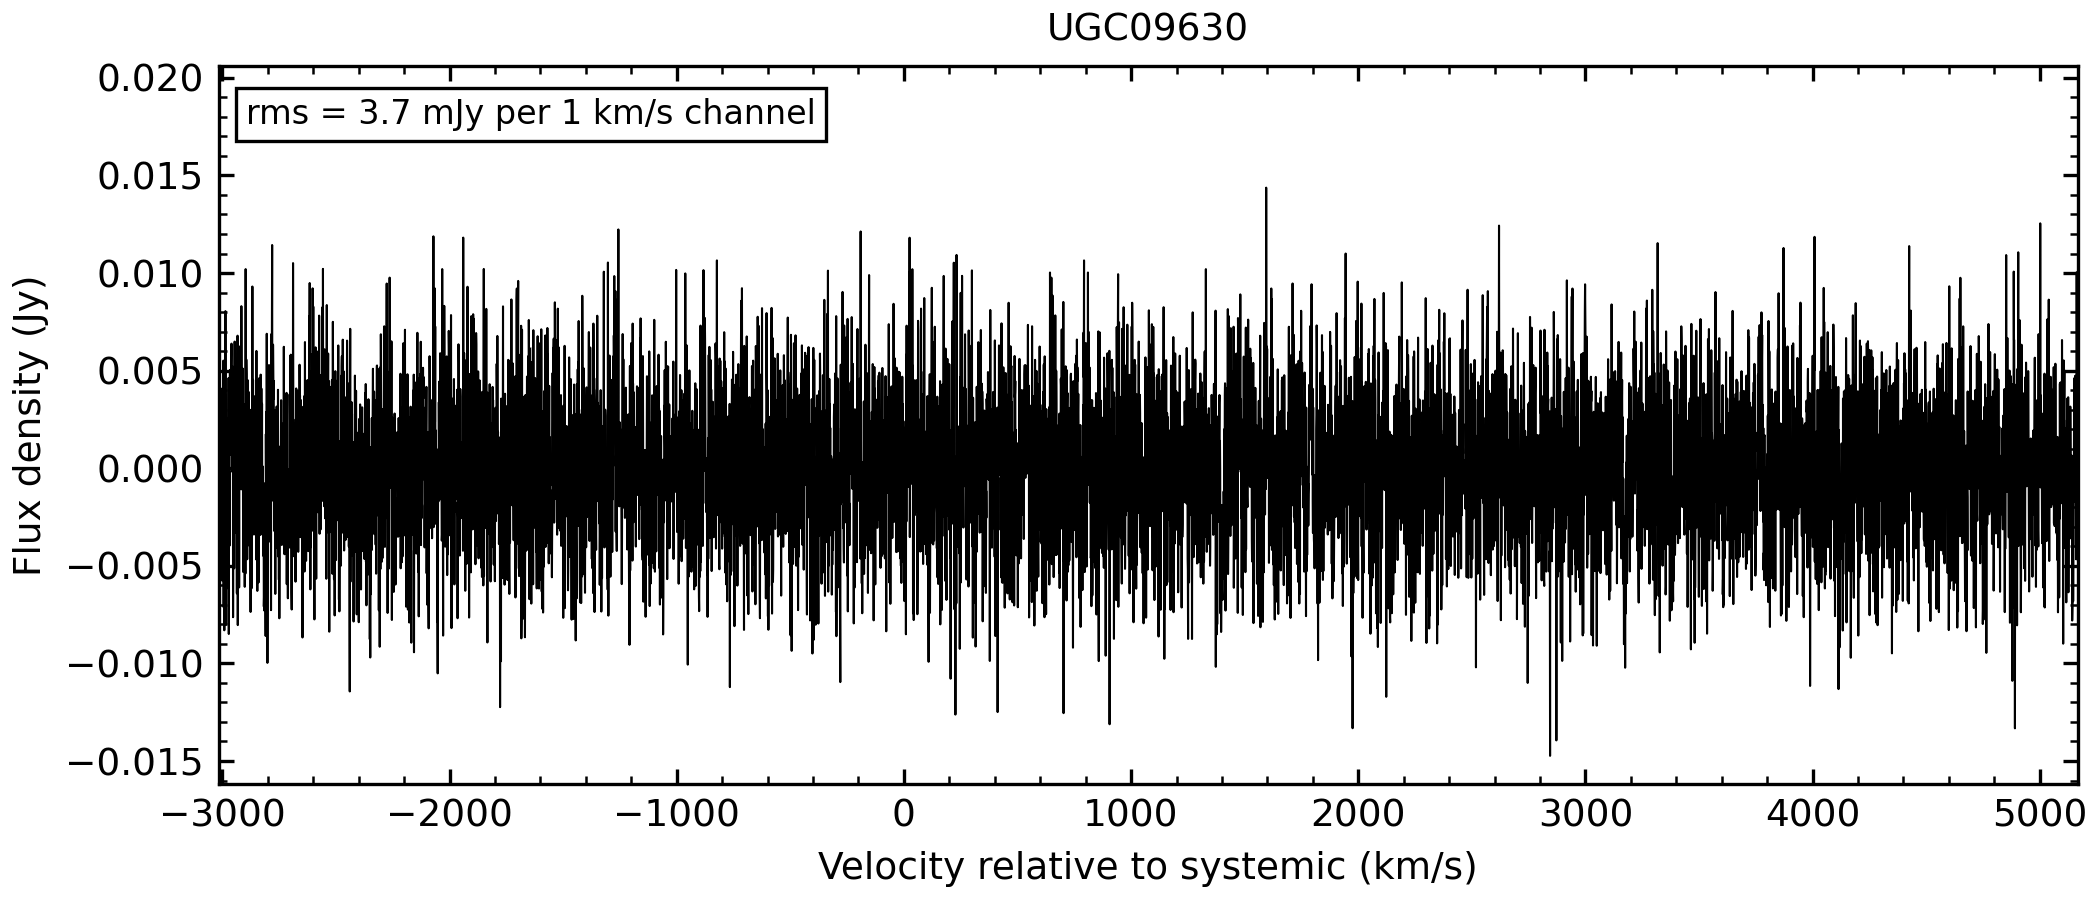 UGC09630
rms = 3.7 mJy per 1 km/s channel
0.020
0.015
0.010
0.005
0.000
−0.005
−0.010
−0.015
Flux density (Jy)
−3000 −2000 −1000 0 1000 2000 3000 4000 5000
Velocity relative to systemic (km/s)